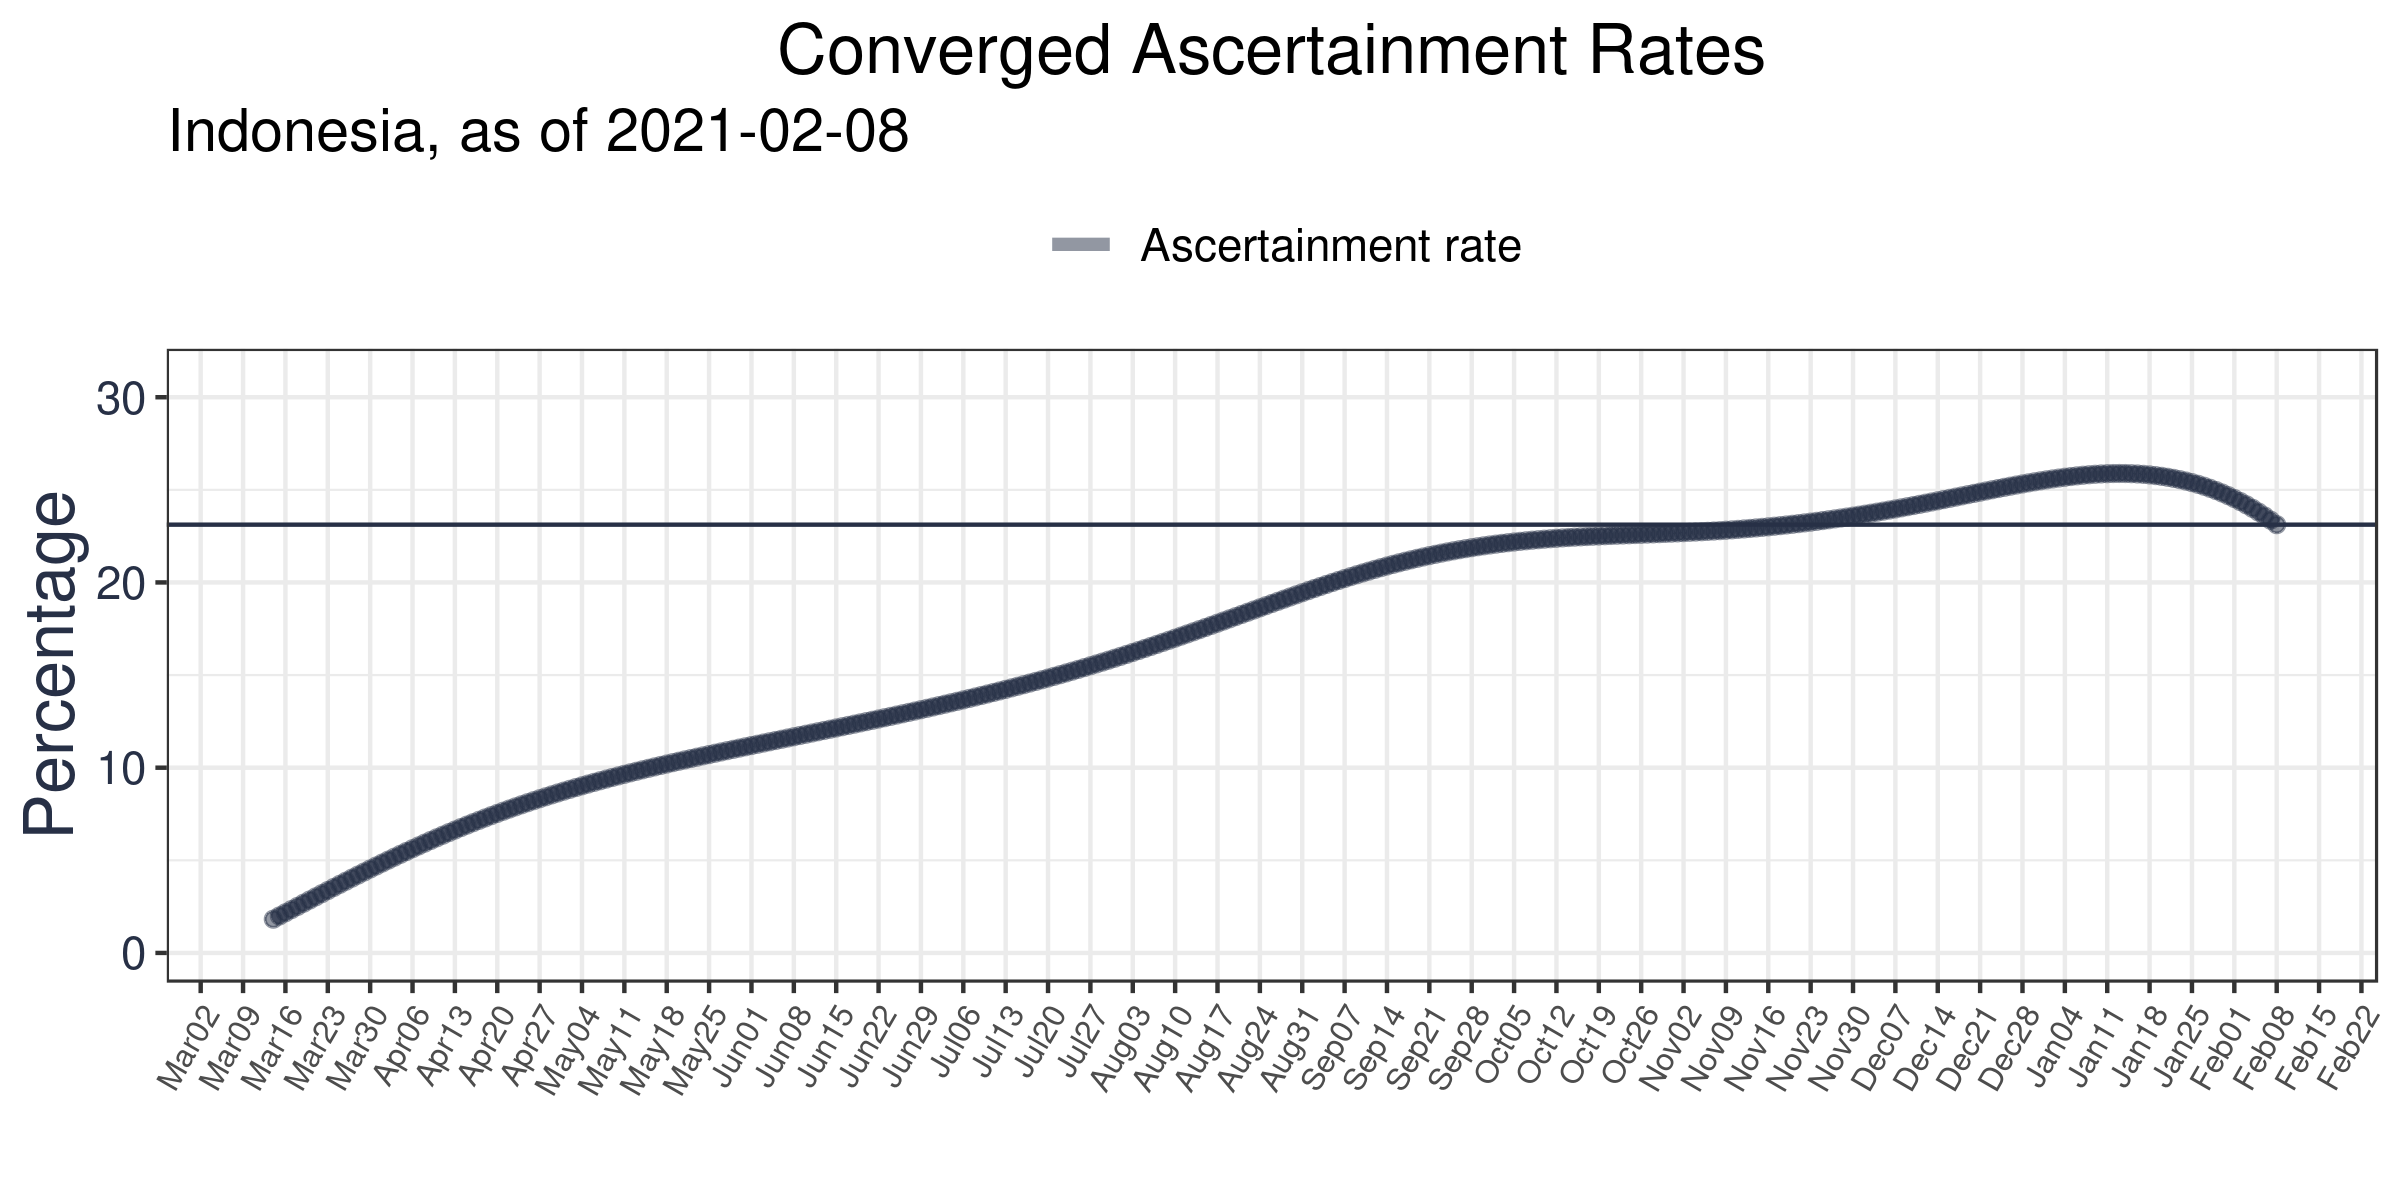 Converged Ascertainment Rates
Indonesia, as of 2021-02-08
Ascertainment rate
Percentage
30
20
10
0
Mar02 Mar09 Mar16 Mar23 Mar30 Apr06 Apr13 Apr20 Apr27 May04 May11 May18 May25 Jun01 Jun08 Jun15 Jun22 Jun29 Jul06 Jul13 Jul20 Jul27 Aug03 Aug10 Aug17 Aug24 Aug31 Sep07 Sep14 Sep21 Sep28 Oct05 Oct12 Oct19 Oct26 Nov02 Nov09 Nov16 Nov23 Nov30 Dec07 Dec14 Dec21 Dec28 Jan04 Jan11 Jan18 Jan25 Feb01 Feb08 Feb15 Feb22